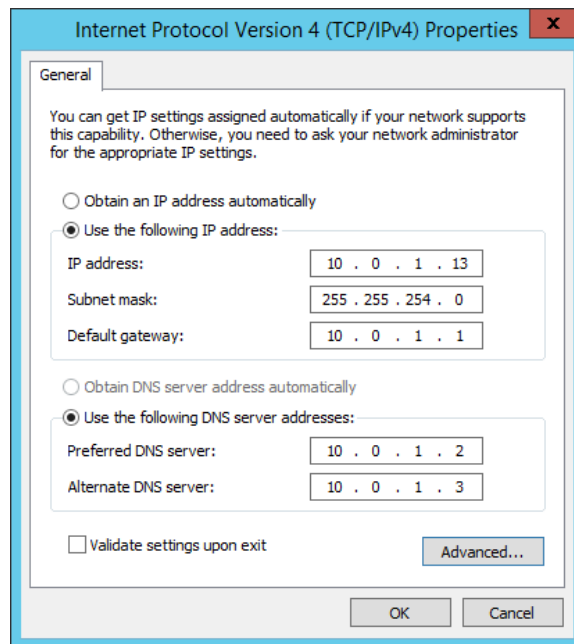 Internet Protocol Version 4 (TCP/IPv4) Properties
x
General
You can get IP settings assigned automatically if your network supports
this capability. Otherwise, you need to ask your network administrator
for the appropriate IP settings.
Obtain an IP address automatically
Use the following IP address:
IP address: 10 . 0 . 1 . 13
Subnet mask: 255 . 255 . 254 . 0
Default gateway: 10 . 0 . 1 . 1
Obtain DNS server address automatically
Use the following DNS server addresses:
Preferred DNS server: 10 . 0 . 1 . 2
Alternate DNS server: 10 . 0 . 1 . 3
Validate settings upon exit
Advanced...
OK Cancel